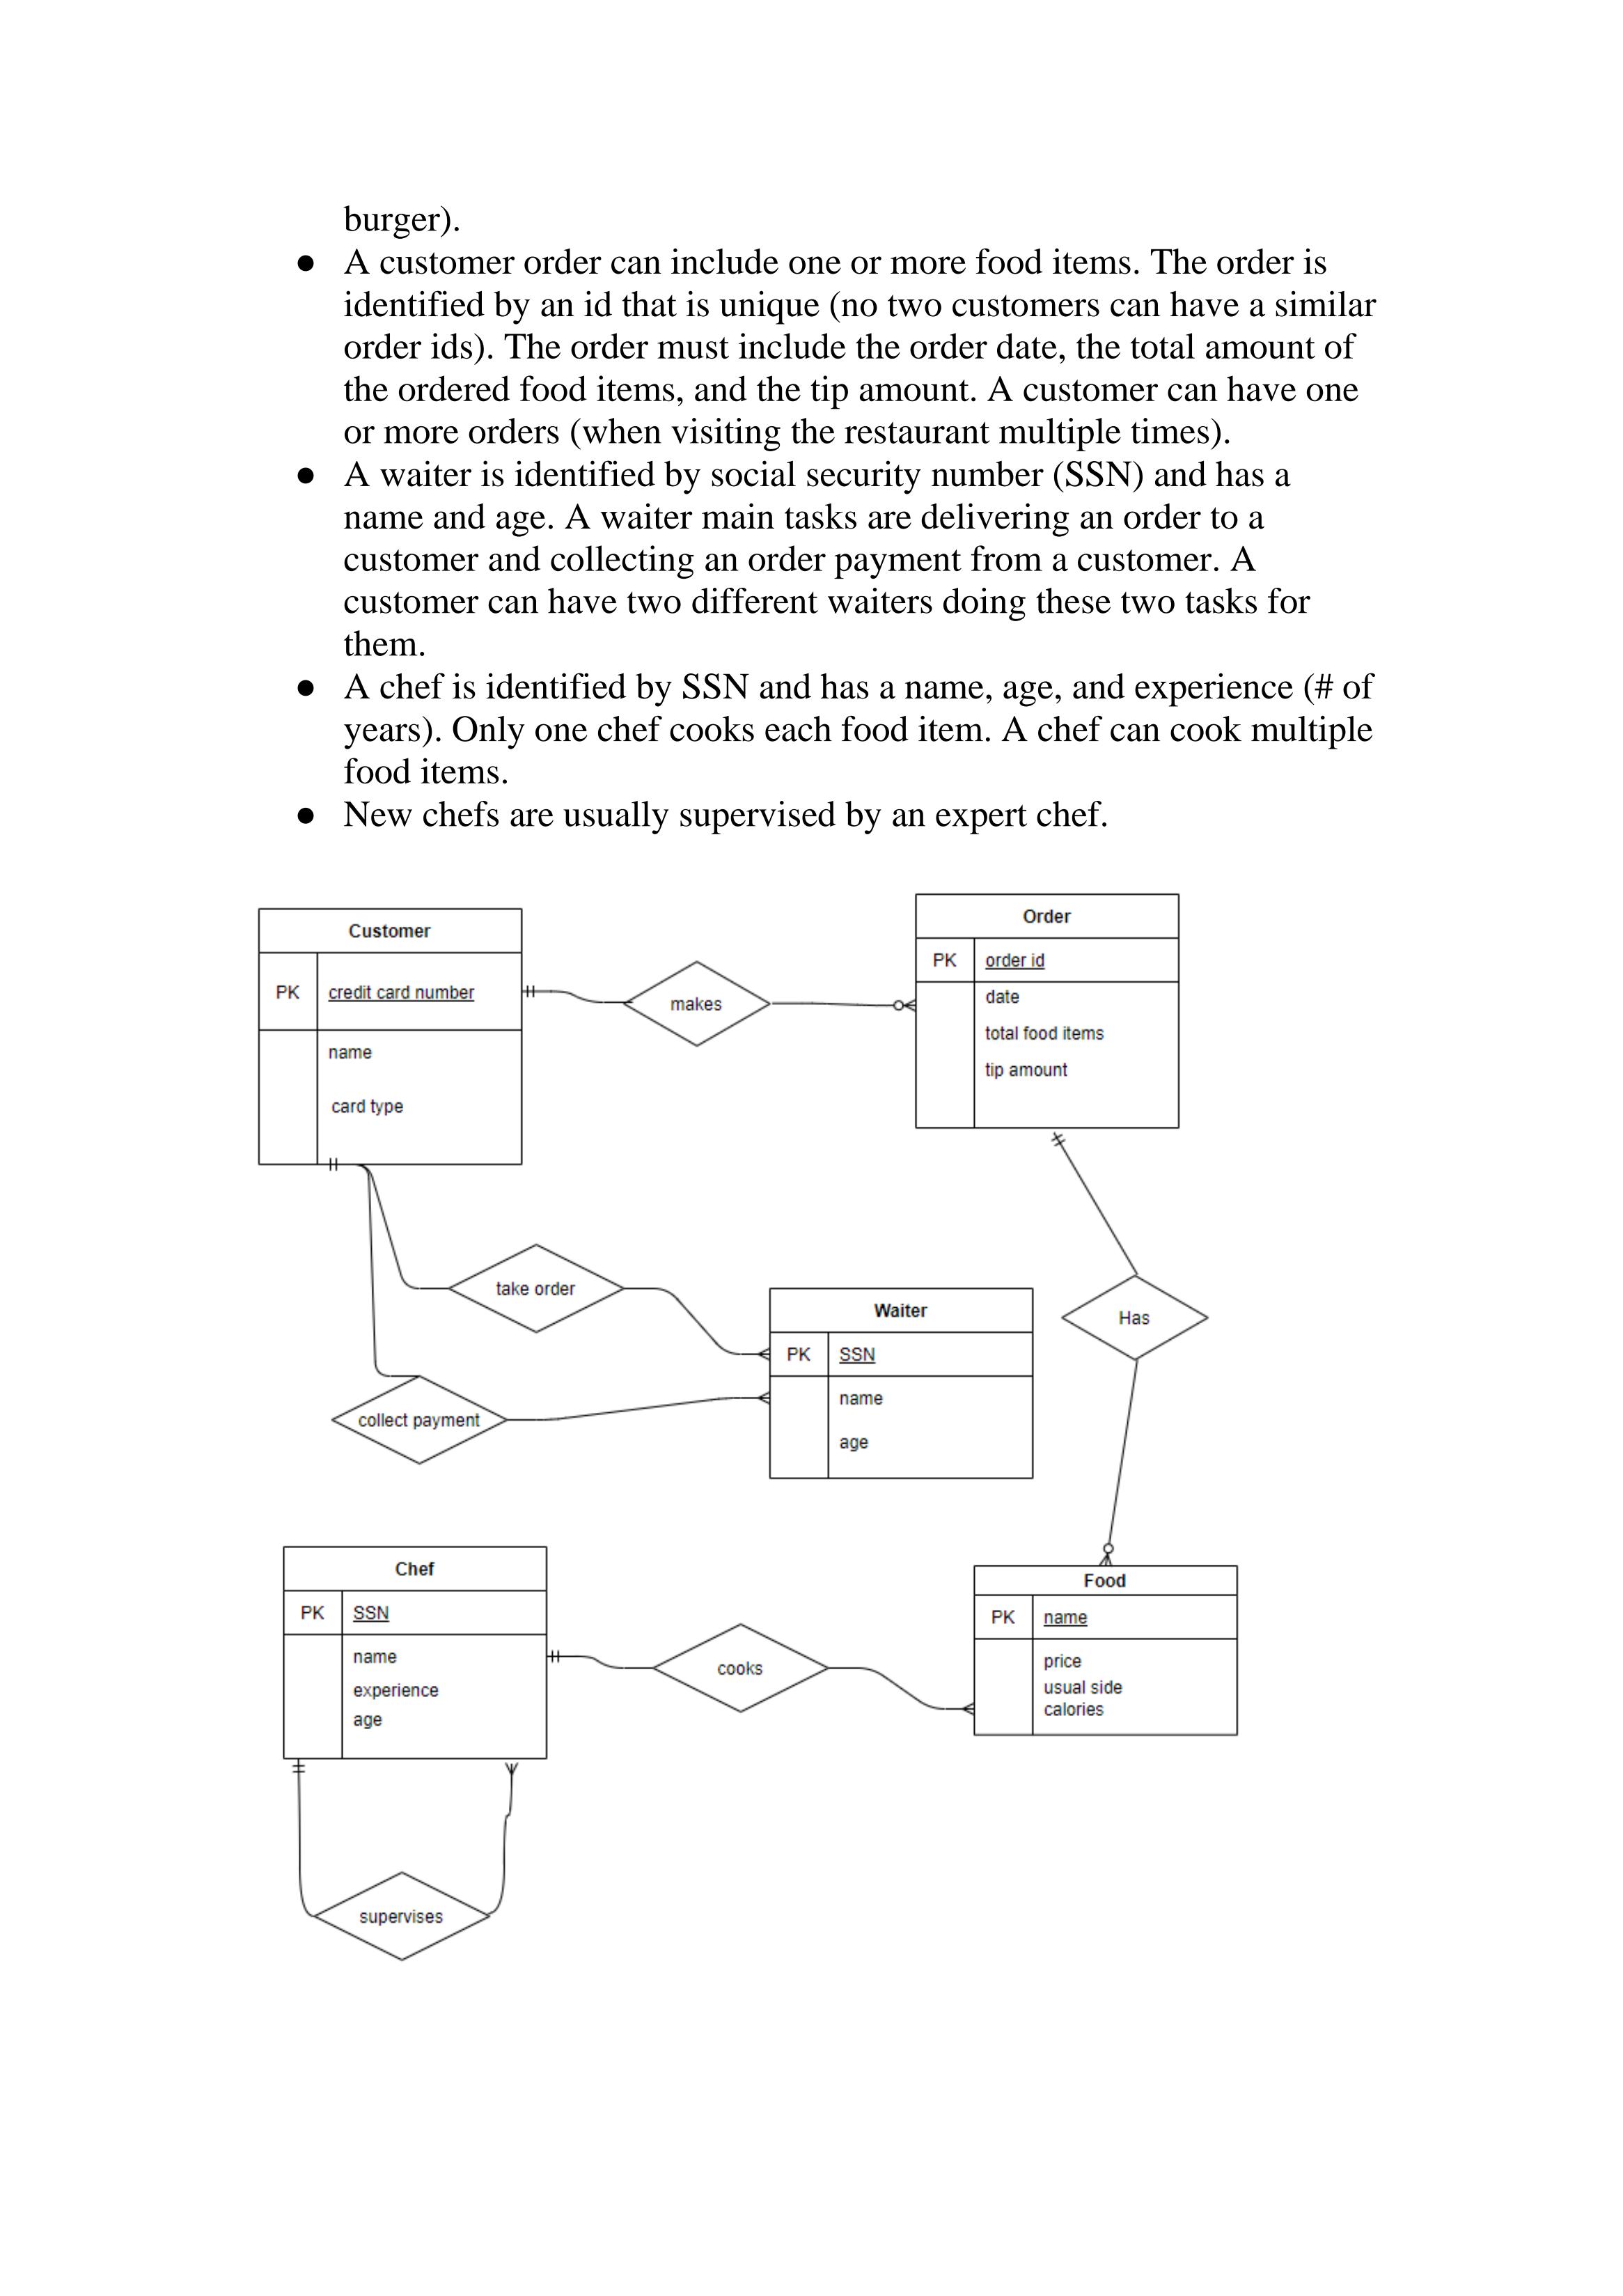 burger).
● A customer order can include one or more food items. The order is
identified by an id that is unique (no two customers can have a similar
order ids). The order must include the order date, the total amount of
the ordered food items, and the tip amount. A customer can have one
or more orders (when visiting the restaurant multiple times).
● A waiter is identified by social security number (SSN) and has a
name and age. A waiter main tasks are delivering an order to a
customer and collecting an order payment from a customer. A
customer can have two different waiters doing these two tasks for
them.
● A chef is identified by SSN and has a name, age, and experience (# of
years). Only one chef cooks each food item. A chef can cook multiple
food items.
● New chefs are usually supervised by an expert chef.
Customer
PK credit card number
name
card type
makes
Order
PK order id
date
total food items
tip amount
take order
collect payment
Waiter
PK SSN
name
age
Has
Chef
PK SSN
name
experience
age
cooks
Food
PK name
price
usual side
calories
supervises